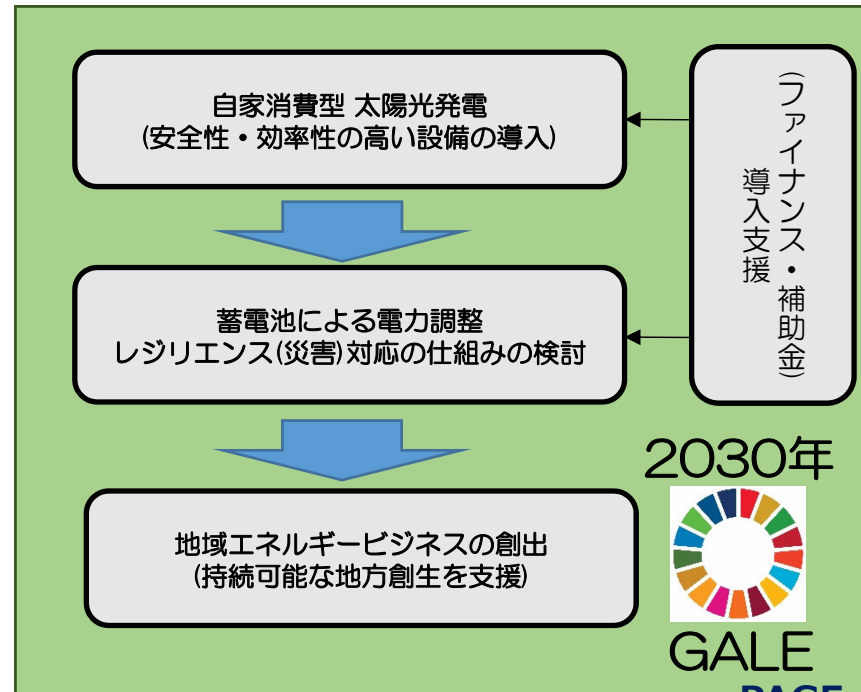 自家消費型 太陽光発電
(安全性・効率性の高い設備の導入)
蓄電池による電力調整
レジリエンス(災害)対応の仕組みの検討
地域エネルギービジネスの創出
(持続可能な地方創生を支援)
(ファイナンス・補助金)
導入支援
2030年
GALE
PAGE